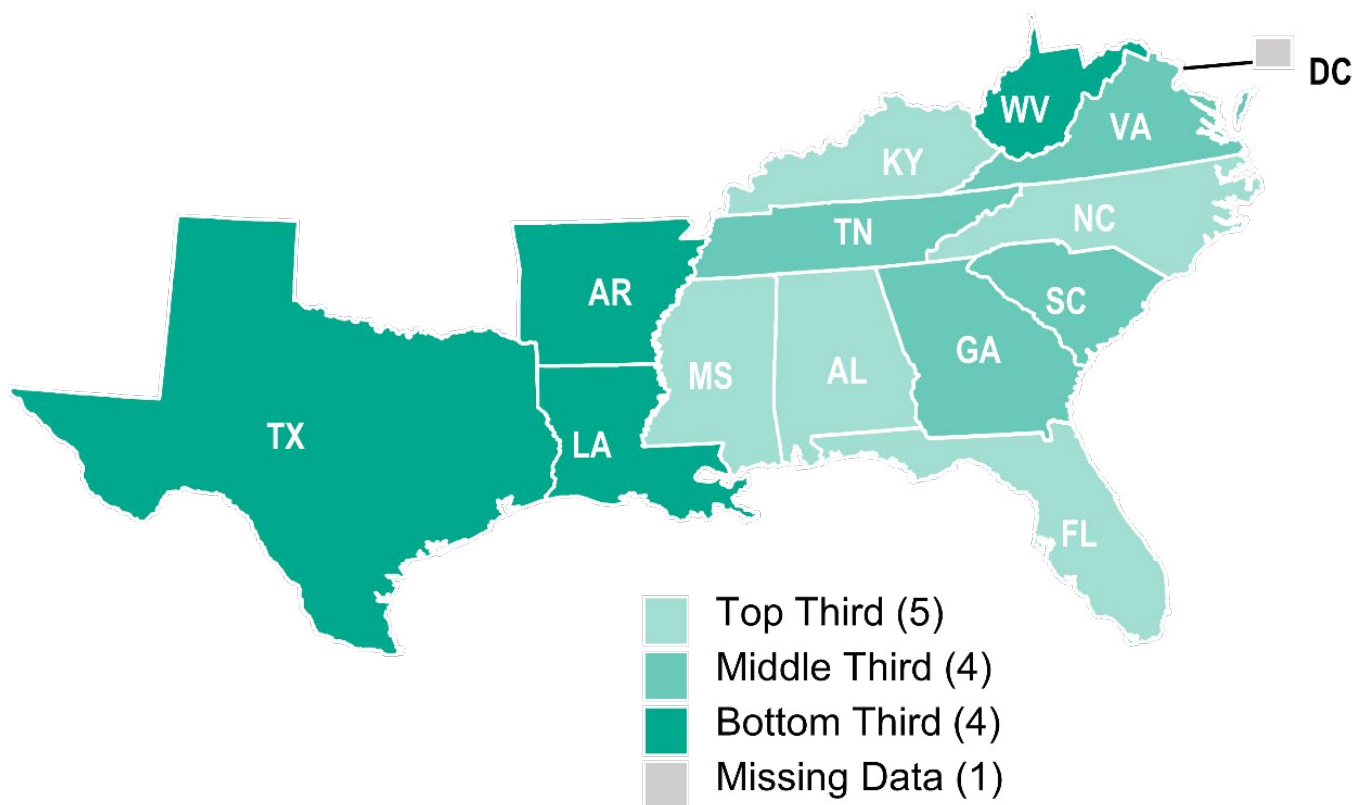 DC
WV
VA
KY
NC
TN
AR
SC
GA
MS
AL
TX
LA
FL
Top Third (5)
Middle Third (4)
Bottom Third (4)
Missing Data (1)